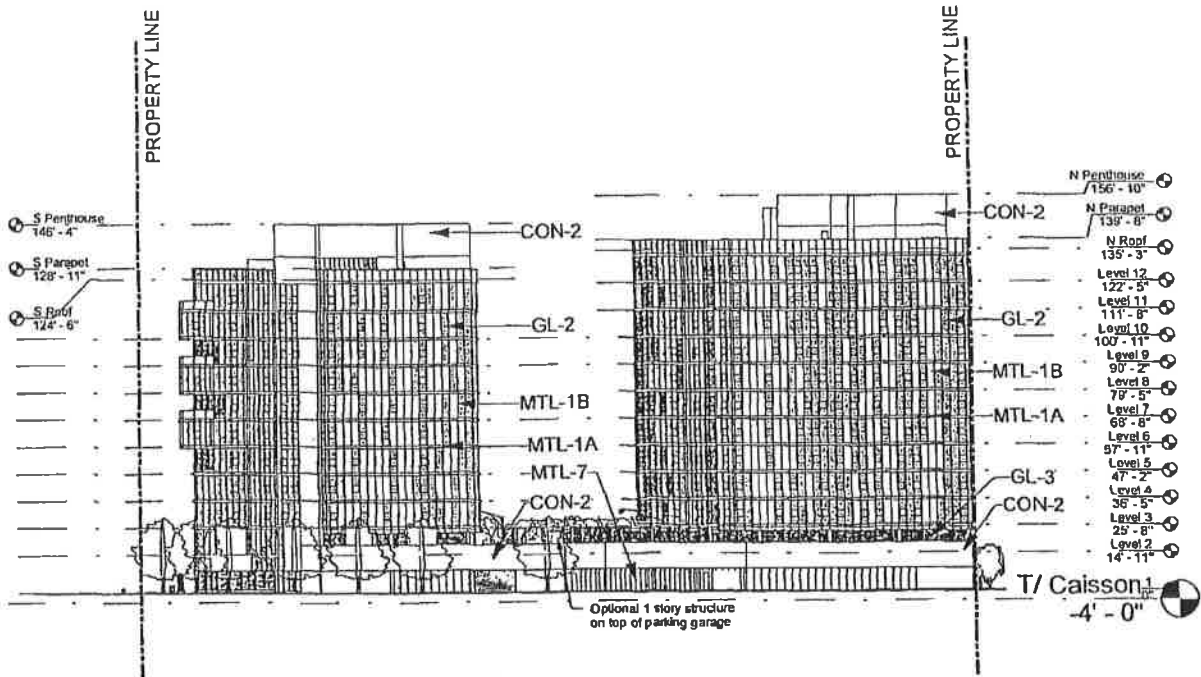 PROPERTY LINE
PROPERTY LINE
S Penthouse
146' - 4"
S Parapet
128' - 11"
S Roof
124' - 6"
CON-2
GL-2
MTL-1B
MTL-1A
MTL-7
CON-2
Optional 1 story structure
on top of parking garage
CON-2
GL-2
MTL-1B
MTL-1A
GL-3
CON-2
N Penthouse
156' - 10"
N Parapet
139' - 8"
N Roof
135' - 3"
Level 12
122' - 5"
Level 11
111' - 8"
Level 10
100' - 11"
Level 9
90' - 2"
Level 8
79' - 5"
Level 7
68' - 8"
Level 6
57' - 11"
Level 5
47' - 2"
Level 4
36' - 5"
Level 3
25' - 8"
Level 2
14' - 11"
T/ Caisson
-4' - 0"